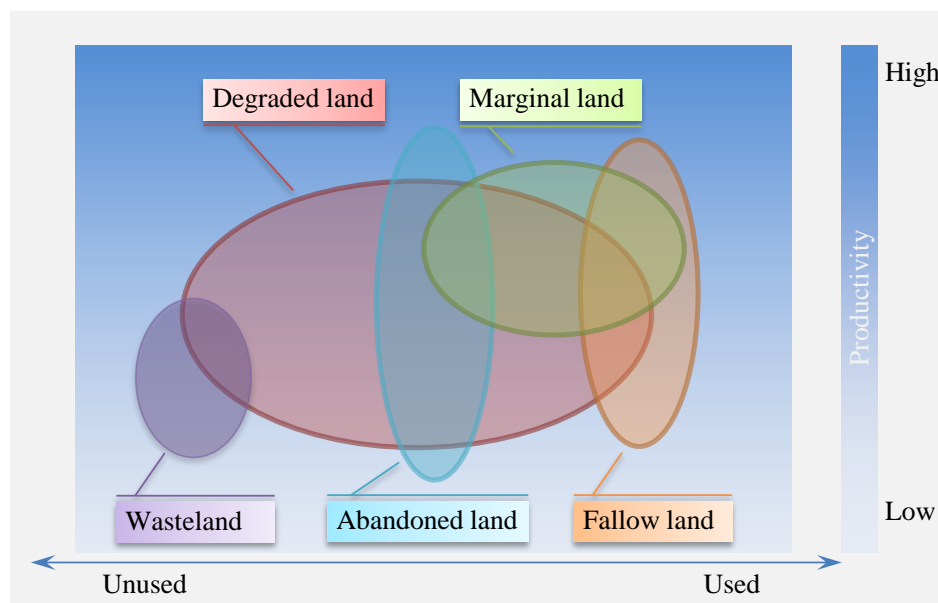 High
Degraded land
Marginal land
Productivity
Wasteland
Abandoned land
Fallow land
Low
Unused
Used